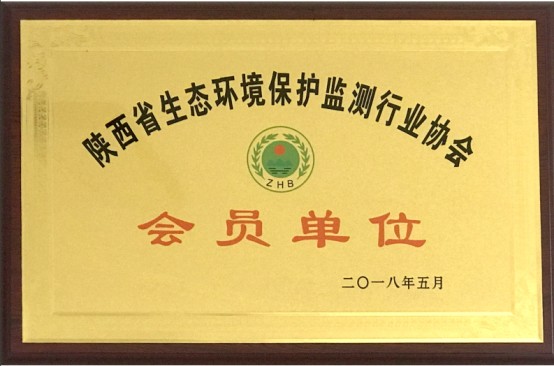 陕西省生态环境保护监测行业协会
ZHB
会员单位
二〇一八年五月